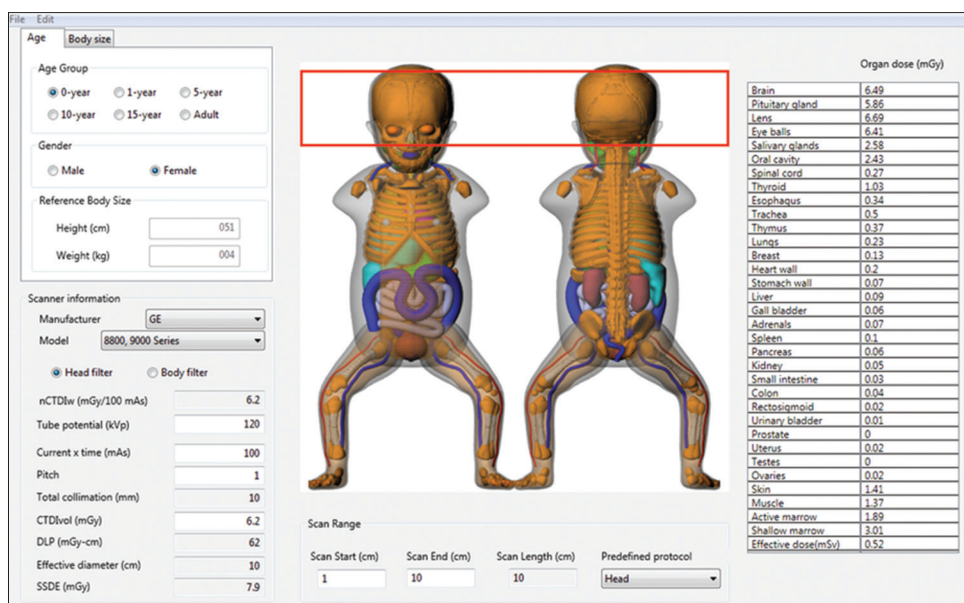 File Edit
Age Body size
Age Group
0-year 1-year 5-year
10-year 15-year Adult
Gender
Male Female
Reference Body Size
Height (cm) 051
Weight (kg) 004
Scanner information
Manufacturer GE
Model 8800, 9000 Series
Head filter Body filter
nCTDIw (mGy/100 mAs) 6.2
Tube potential (kVp) 120
Current x time (mAs) 100
Pitch 1
Total collimation (mm) 10
CTDIvol (mGy) 6.2
DLP (mGy-cm) 62
Effective diameter (cm) 10
SSDE (mGy) 7.9
Scan Range
Scan Start (cm) Scan End (cm) Scan Length (cm) Predefined protocol
1 10 10 Head
Organ dose (mGy)
Brain 6.49
Pituitary gland 5.86
Lens 6.69
Eye balls 6.41
Salivary glands 2.58
Oral cavity 2.43
Spinal cord 0.27
Thyroid 1.03
Esophagus 0.34
Trachea 0.5
Thymus 0.37
Lungs 0.23
Breast 0.13
Heart wall 0.2
Stomach wall 0.07
Liver 0.09
Gall bladder 0.06
Adrenals 0.07
Spleen 0.1
Pancreas 0.06
Kidney 0.05
Small intestine 0.03
Colon 0.04
Rectosigmoid 0.02
Urinary bladder 0.01
Prostate 0
Uterus 0.02
Testes 0
Ovaries 0.02
Skin 1.41
Muscle 1.37
Active marrow 1.89
Shallow marrow 3.01
Effective dose(mSv) 0.52